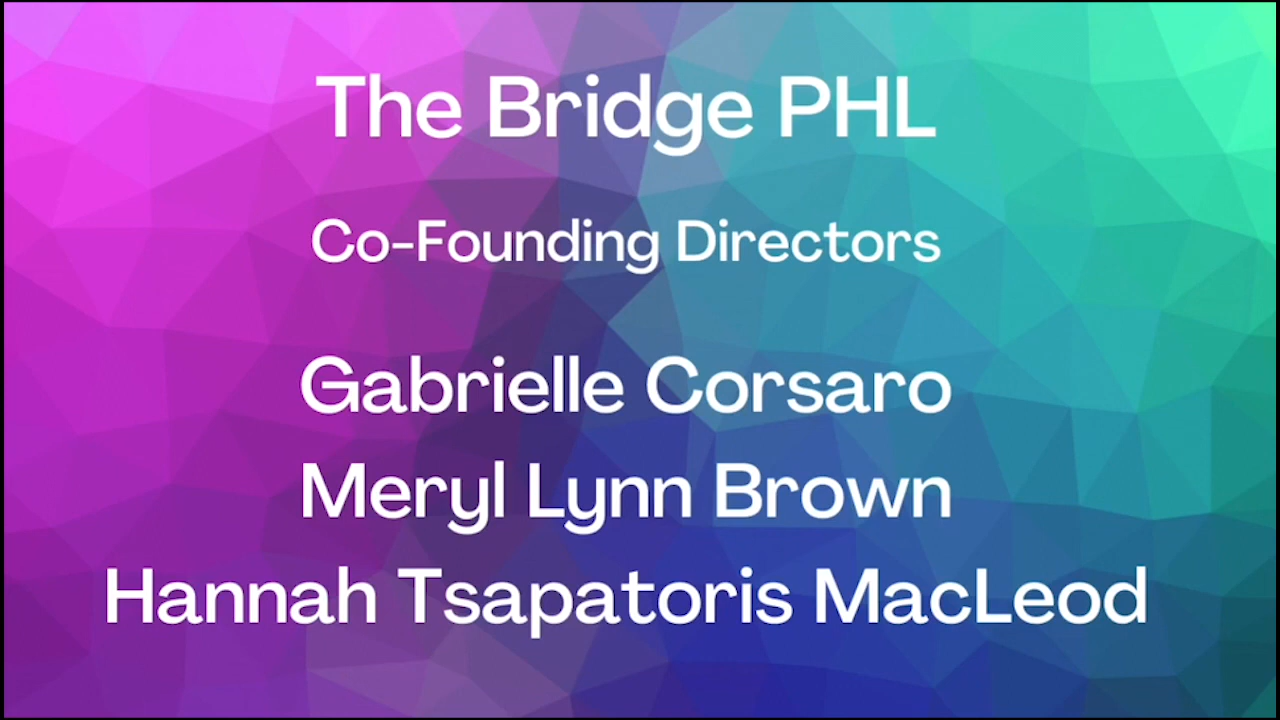 The Bridge PHL
Co-Founding Directors
Gabrielle Corsaro
Meryl Lynn Brown
Hannah Tsapatoris MacLeod